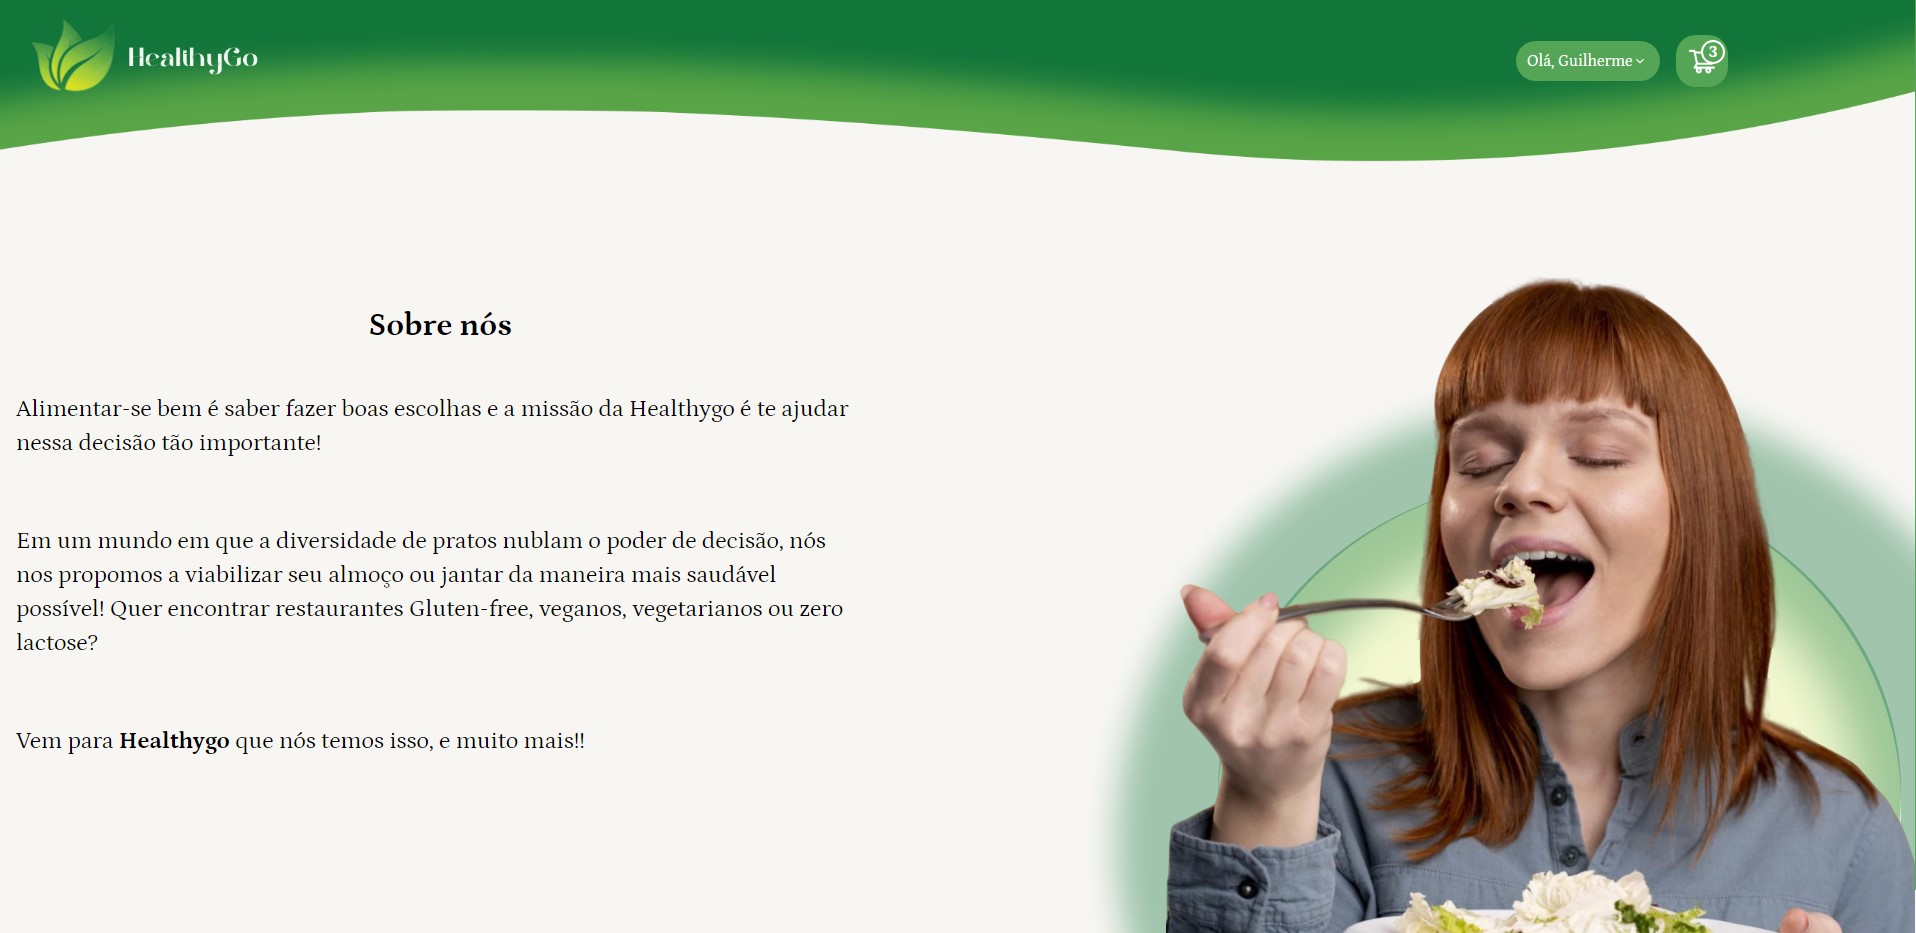 HealthyGo
Olá, Guilherme
3
Sobre nós
Alimentar-se bem é saber fazer boas escolhas e a missão da Healthygo é te ajudar
nessa decisão tão importante!
Em um mundo em que a diversidade de pratos nublam o poder de decisão, nós
nos propomos a viabilizar seu almoço ou jantar da maneira mais saudável
possível! Quer encontrar restaurantes Gluten-free, veganos, vegetarianos ou zero
lactose?
Vem para Healthygo que nós temos isso, e muito mais!!